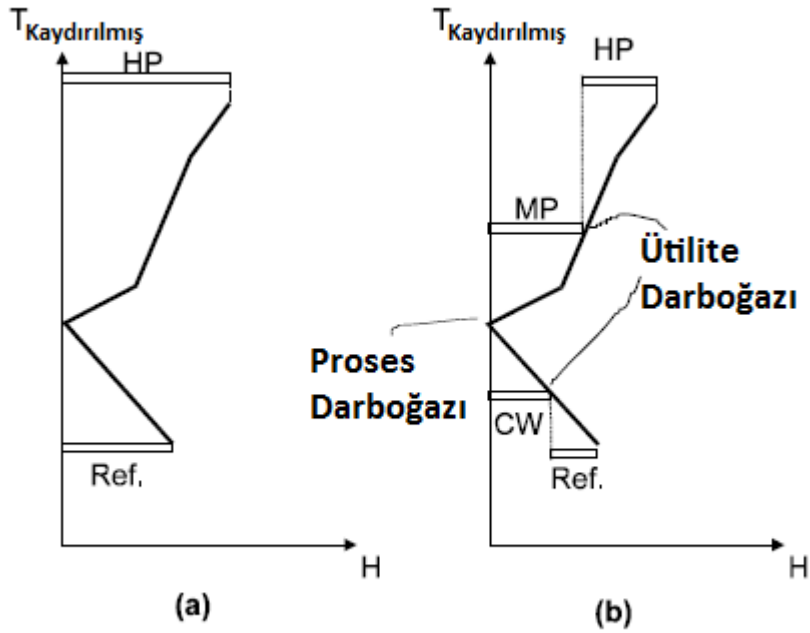 TKaydırılmış
HP
Ref.
H
(a)
TKaydırılmış
HP
MP
Ütilite
Darboğazı
Proses
Darboğazı
CW
Ref.
H
(b)